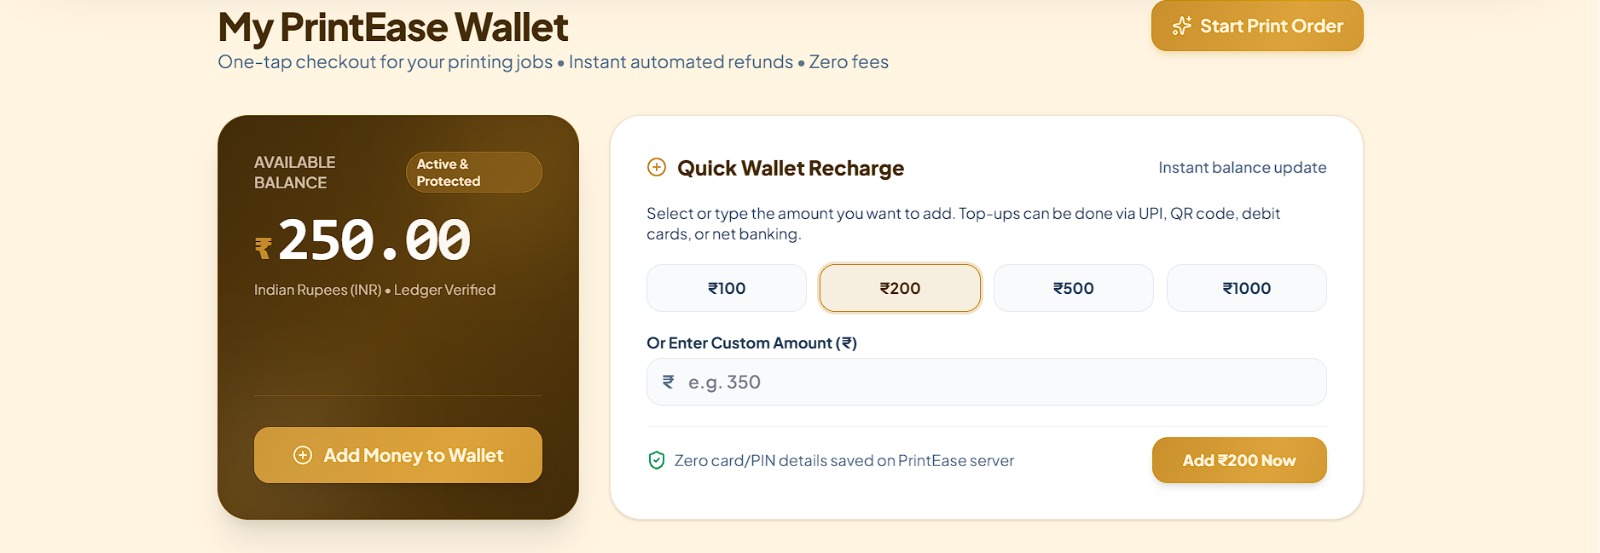 My PrintEase Wallet
Start Print Order
One-tap checkout for your printing jobs • Instant automated refunds • Zero fees
AVAILABLE
BALANCE
Active &
Protected
₹250.00
Indian Rupees (INR) • Ledger Verified
Add Money to Wallet
Quick Wallet Recharge
Instant balance update
Select or type the amount you want to add. Top-ups can be done via UPI, QR code, debit
cards, or net banking.
₹100
₹200
₹500
₹1000
Or Enter Custom Amount (₹)
₹ e.g. 350
Zero card/PIN details saved on PrintEase server
Add ₹200 Now